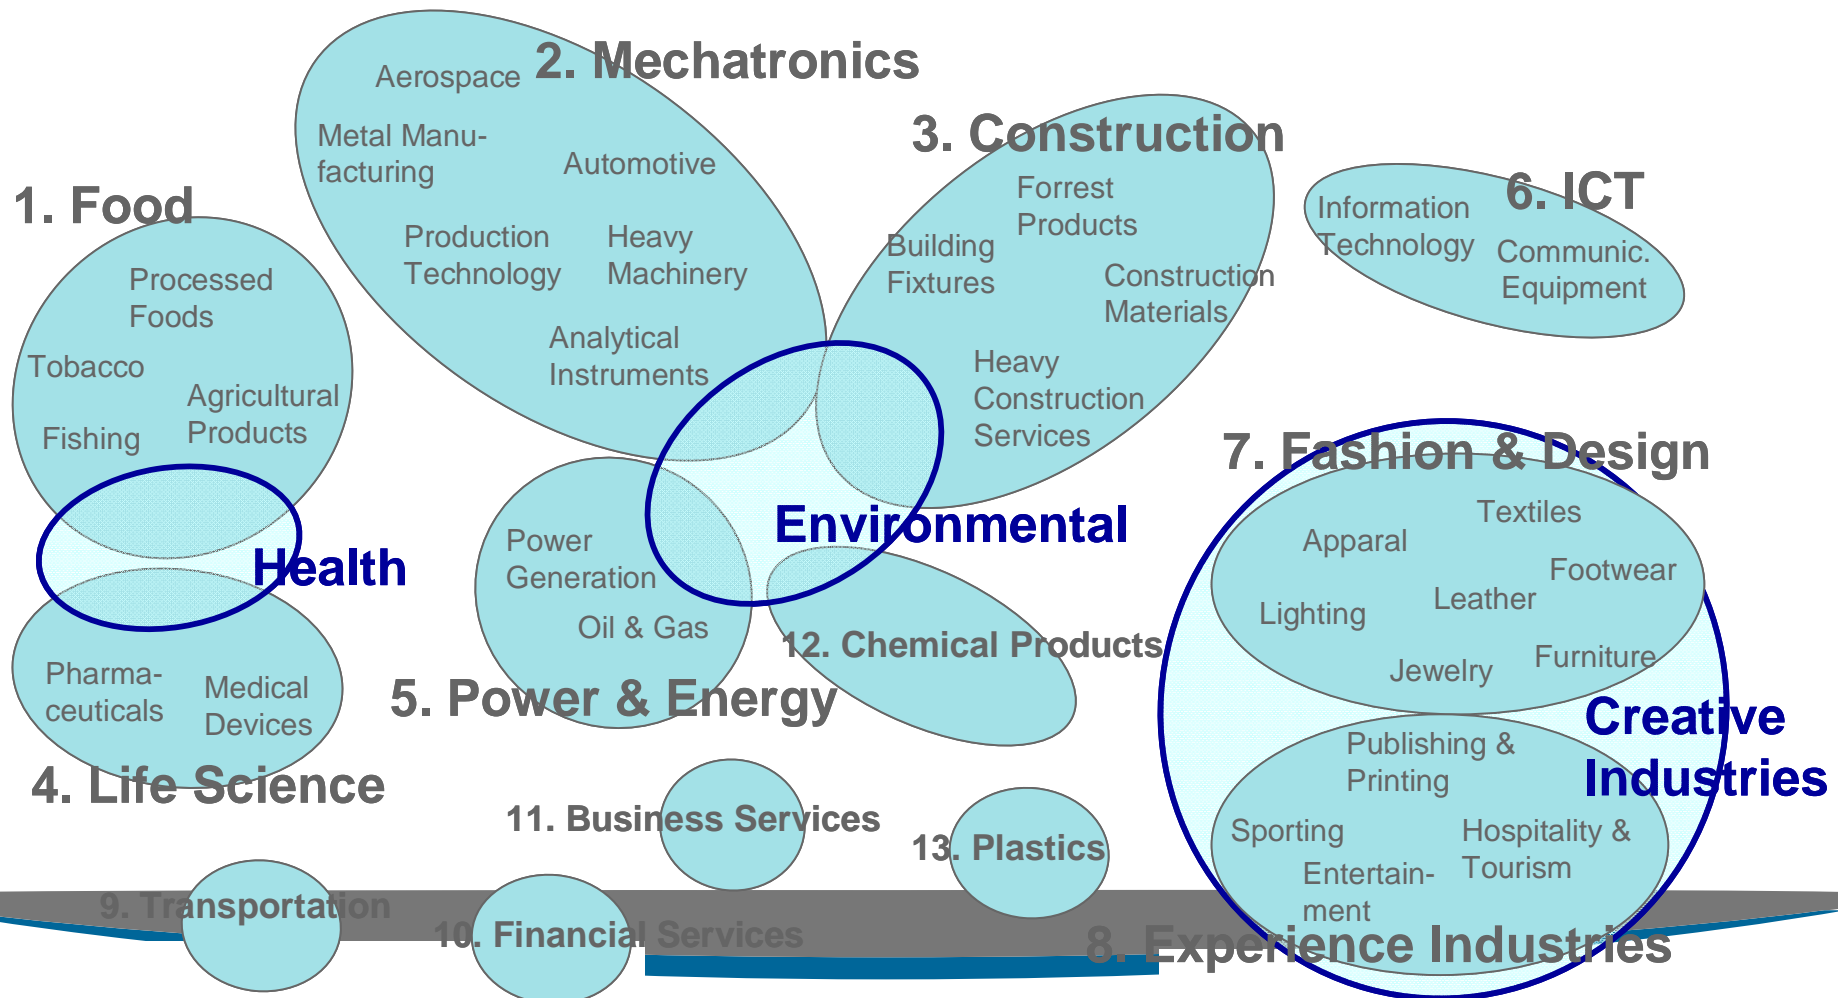 2. Mechatronics
Aerospace
Metal Manu-
facturing
Automotive
Production
Technology
Heavy
Machinery
Analytical
Instruments
3. Construction
Forrest
Products
Building
Fixtures
Construction
Materials
Heavy
Construction
Services
6. ICT
Information
Technology
Communic.
Equipment
1. Food
Processed
Foods
Tobacco
Agricultural
Products
Fishing
Health
Pharma-
ceuticals
Medical
Devices
4. Life Science
Environmental
Power
Generation
Oil & Gas
5. Power & Energy
12. Chemical Products
7. Fashion & Design
Textiles
Apparal
Footwear
Leather
Lighting
Furniture
Jewelry
Creative
Industries
Publishing &
Printing
Sporting
Hospitality &
Tourism
Entertain-
ment
8. Experience Industries
11. Business Services
13. Plastics
9. Transportation
10. Financial Services